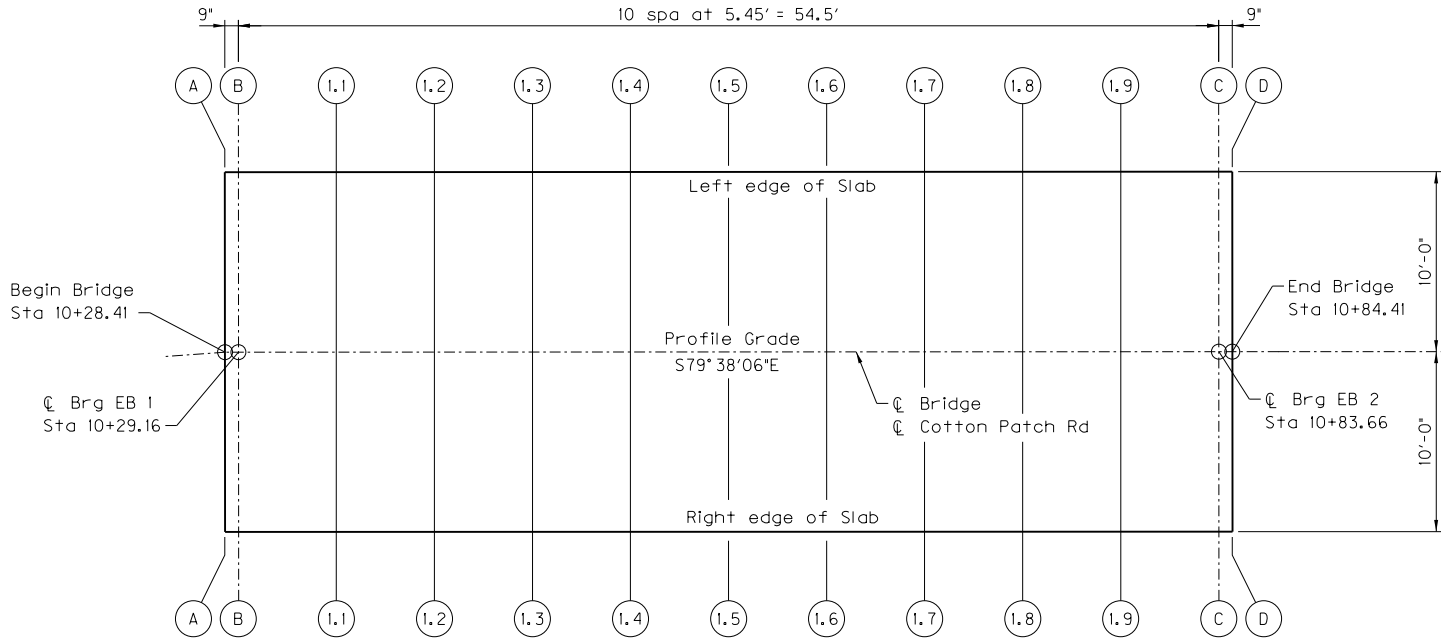 9" 10 spa at 5.45' = 54.5' 9"
A B 1.1 1.2 1.3 1.4 1.5 1.6 1.7 1.8 1.9 C D
Left edge of Slab
10'-0"
Begin Bridge
Sta 10+28.41
End Bridge
Sta 10+84.41
Profile Grade
S79°38'06"E
℄ Brg EB 1
Sta 10+29.16
℄ Bridge
℄ Cotton Patch Rd
℄ Brg EB 2
Sta 10+83.66
10'-0"
Right edge of Slab
A B 1.1 1.2 1.3 1.4 1.5 1.6 1.7 1.8 1.9 C D